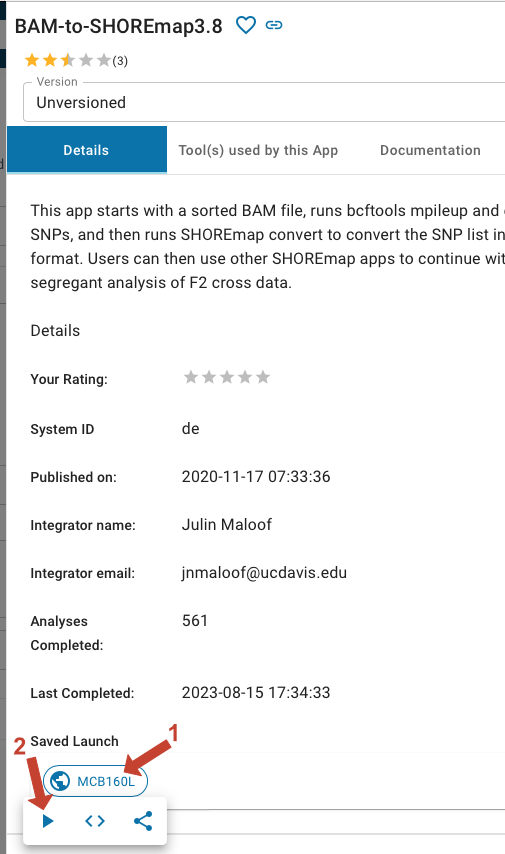 BAM-to-SHOREmap3.8
(3)
Version
Unversioned
Details
Tool(s) used by this App
Documentation
This app starts with a sorted BAM file, runs bcftools mpileup and
SNPs, and then runs SHOREmap convert to convert the SNP list in
format. Users can then use other SHOREmap apps to continue wit
segregant analysis of F2 cross data.
Details
Your Rating:
System ID de
Published on: 2020-11-17 07:33:36
Integrator name: Julin Maloof
Integrator email: jnmaloof@ucdavis.edu
Analyses Completed: 561
Last Completed: 2023-08-15 17:34:33
Saved Launch
1
2
MCB160L